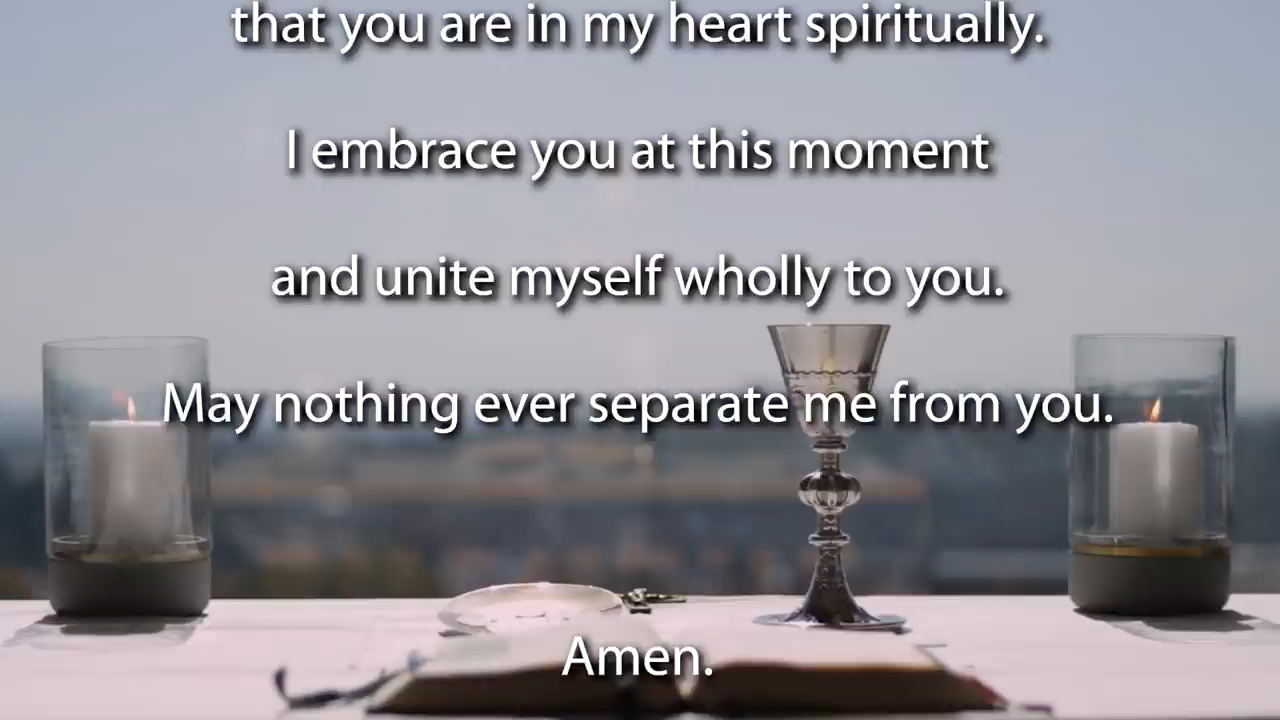 that you are in my heart spiritually.
I embrace you at this moment
and unite myself wholly to you.
May nothing ever separate me from you.
Amen.